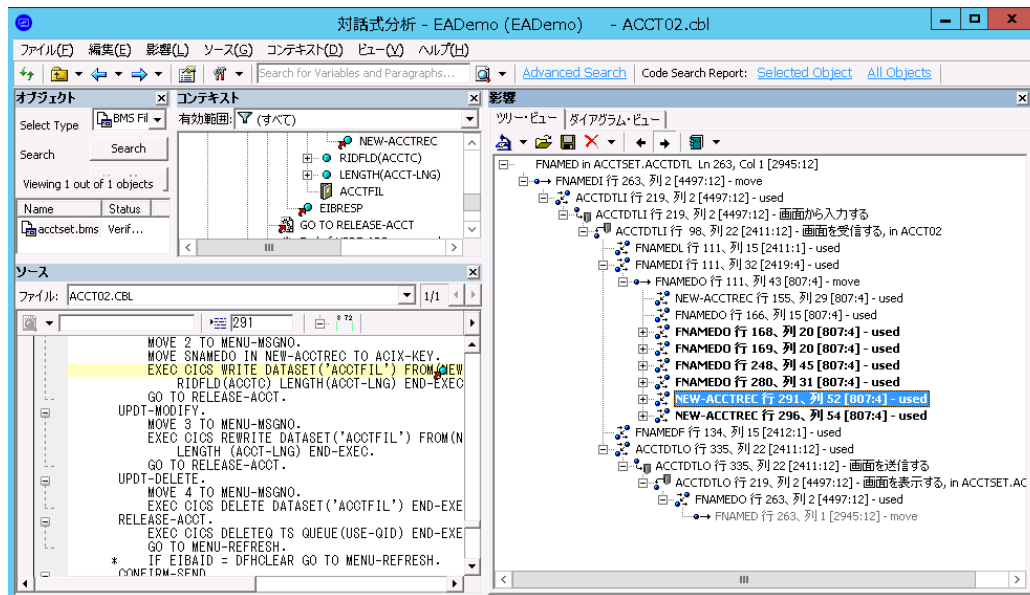 対話式分析 - EADemo (EADemo) - ACCT02.cbl
ファイル(F) 編集(E) 影響(L) ソース(G) コンテキスト(D) ビュー(V) ヘルプ(H)
Search for Variables and Paragraphs... Advanced Search Code Search Report: Selected Object All Objects
オブジェクト
Select Type BMS Fil
Search Search
Viewing 1 out of 1 objects
Name Status
acctset.bms Verif...
コンテキスト
有効範囲: (すべて)
NEW-ACCTREC
RIDFLD(ACCTC)
LENGTH(ACCT-LNG)
ACCTFIL
EIBRESP
GO TO RELEASE-ACCT
ソース
ファイル: ACCT02.CBL 1/1
291
MOVE 2 TO MENU-MSGNO.
MOVE SNAMEDO IN NEW-ACCTREC TO ACIX-KEY.
EXEC CICS WRITE DATASET('ACCTFIL') FROM(NEW
RIDFLD(ACCTC) LENGTH(ACCT-LNG) END-EXEC
GO TO RELEASE-ACCT.
UPDT-MODIFY.
MOVE 3 TO MENU-MSGNO.
EXEC CICS REWRITE DATASET('ACCTFIL') FROM(N
LENGTH (ACCT-LNG) END-EXEC.
GO TO RELEASE-ACCT.
UPDT-DELETE.
MOVE 4 TO MENU-MSGNO.
EXEC CICS DELETE DATASET('ACCTFIL') END-EXE
RELEASE-ACCT.
EXEC CICS DELETEQ TS QUEUE(USE-QID) END-EXE
GO TO MENU-REFRESH.
* IF EIBAID = DFHCLEAR GO TO MENU-REFRESH.
CONFIRM-SEND
影響
ツリー・ビュー ダイアグラム・ビュー
FNAMED in ACCTSET.ACCTDTL Ln 263, Col 1 [2945:12]
FNAMEDI 行 263、列 2 [4497:12] - move
ACCTDTLI 行 219、列 2 [4497:12] - used
ACCTDTLI 行 219、列 2 [4497:12] - 画面から入力する
ACCTDTLI 行 98、列 22 [2411:12] - 画面を受信する, in ACCT02
FNAMEDL 行 111、列 15 [2411:1] - used
FNAMEDI 行 111、列 32 [2419:4] - used
FNAMEDO 行 111、列 43 [807:4] - move
NEW-ACCTREC 行 155、列 29 [807:4] - used
FNAMEDO 行 166、列 15 [807:4] - used
FNAMEDO 行 168、列 20 [807:4] - used
FNAMEDO 行 169、列 20 [807:4] - used
FNAMEDO 行 248、列 45 [807:4] - used
FNAMEDO 行 280、列 31 [807:4] - used
NEW-ACCTREC 行 291、列 52 [807:4] - used
NEW-ACCTREC 行 296、列 54 [807:4] - used
FNAMEDF 行 134、列 15 [2412:1] - used
ACCTDTLO 行 335、列 22 [2411:12] - used
ACCTDTLO 行 335、列 22 [2411:12] - 画面を送信する
ACCTDTLO 行 219、列 2 [4497:12] - 画面を表示する, in ACCTSET.AC
FNAMEDO 行 263、列 2 [4497:12] - used
FNAMED 行 263、列 1 [2945:12] - move